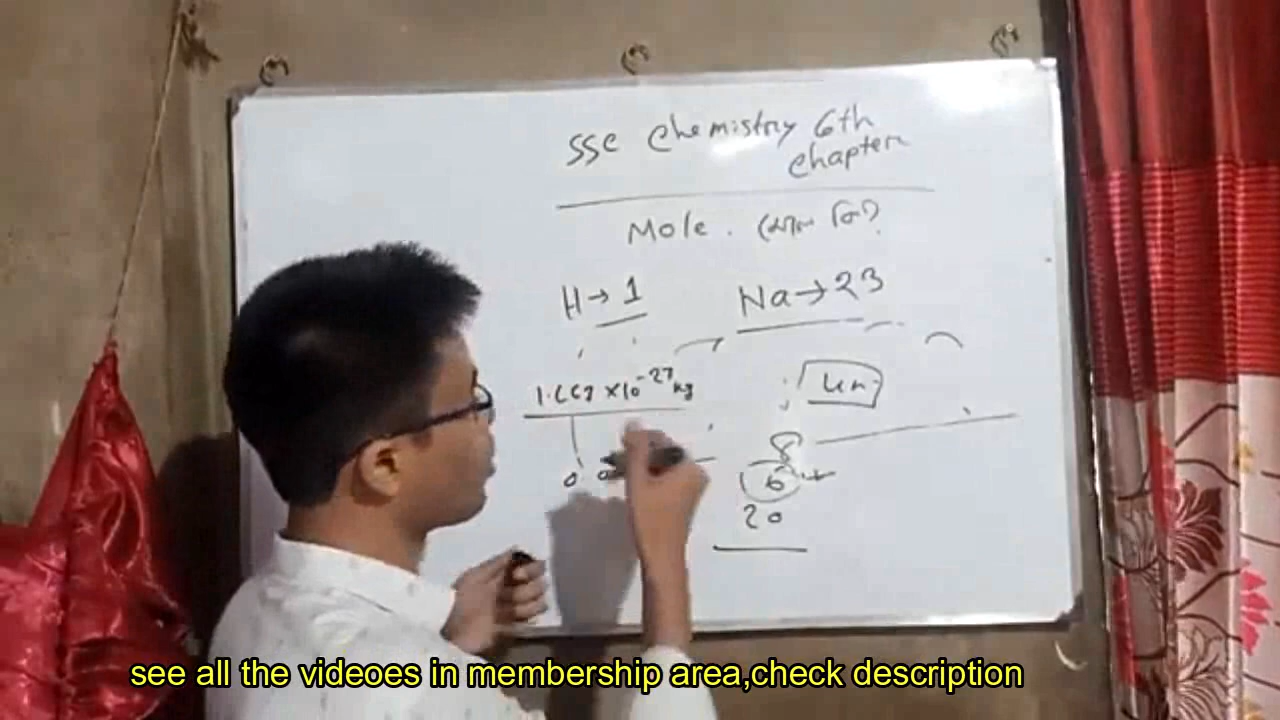 SSC Chemistry 6th
chapter
Mole. (মোল কি)?
H→1
Na→23
1.667 ×10⁻²⁷ kg
8
6
20
see all the videoes in membership area,check description